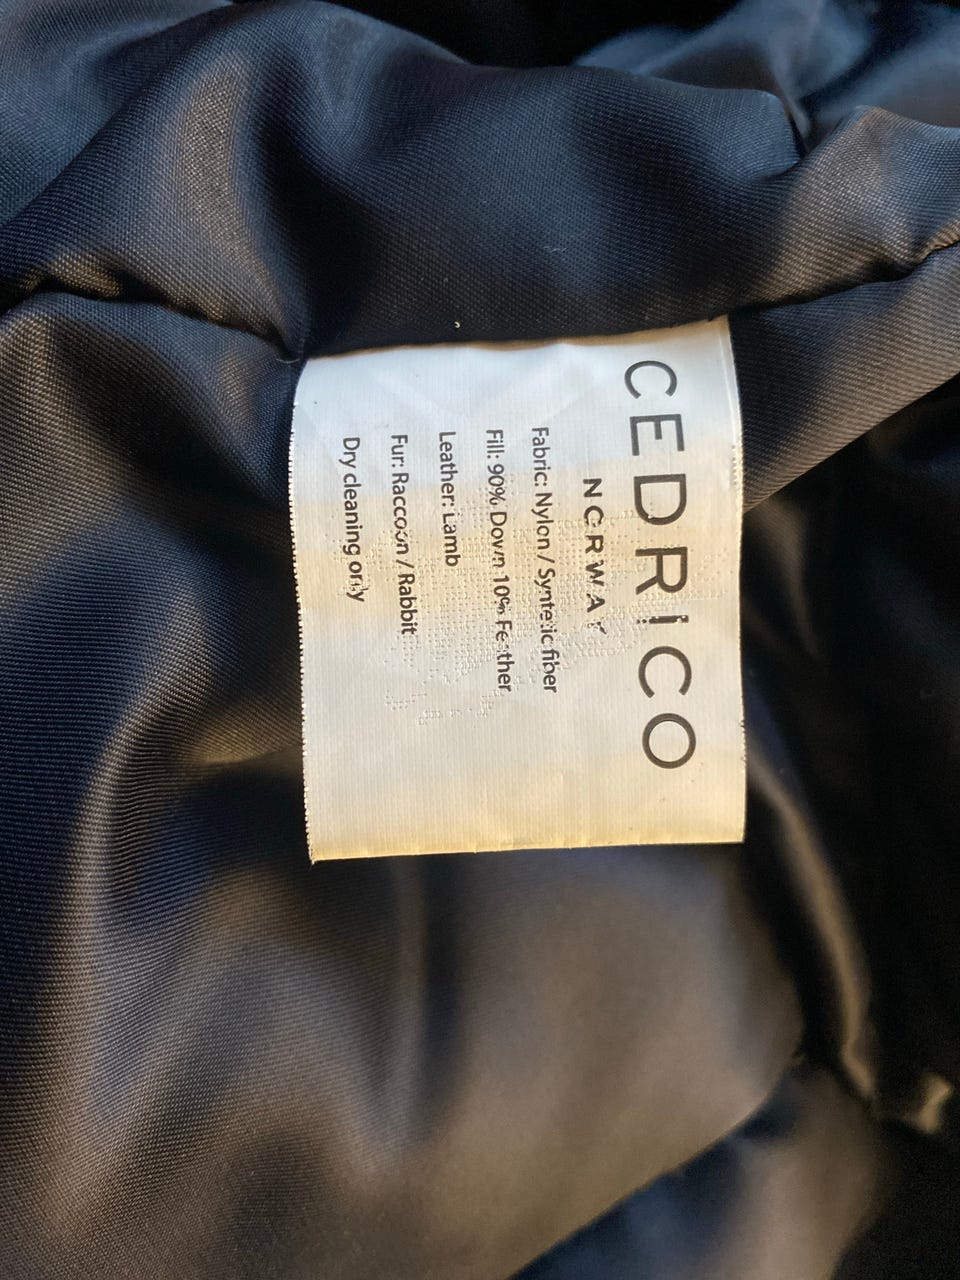 CEDRICO
NORWAY
Fabric: Nylon / Syntetic fiber
Fill: 90% Down 10% Feather
Leather: Lamb
Fur: Raccoon / Rabbit
Dry cleaning only